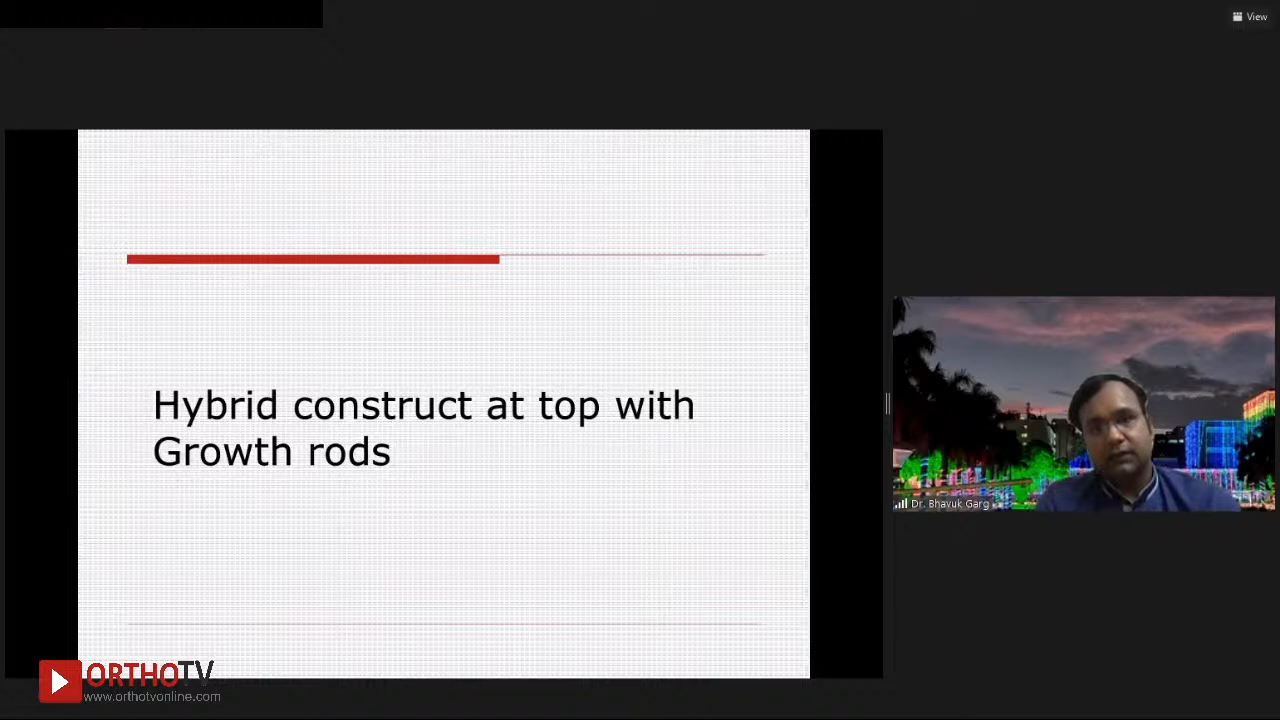 View
Hybrid construct at top with
Growth rods
Dr. Bhavuk Garg
ORTHOTV
www.orthotvonline.com